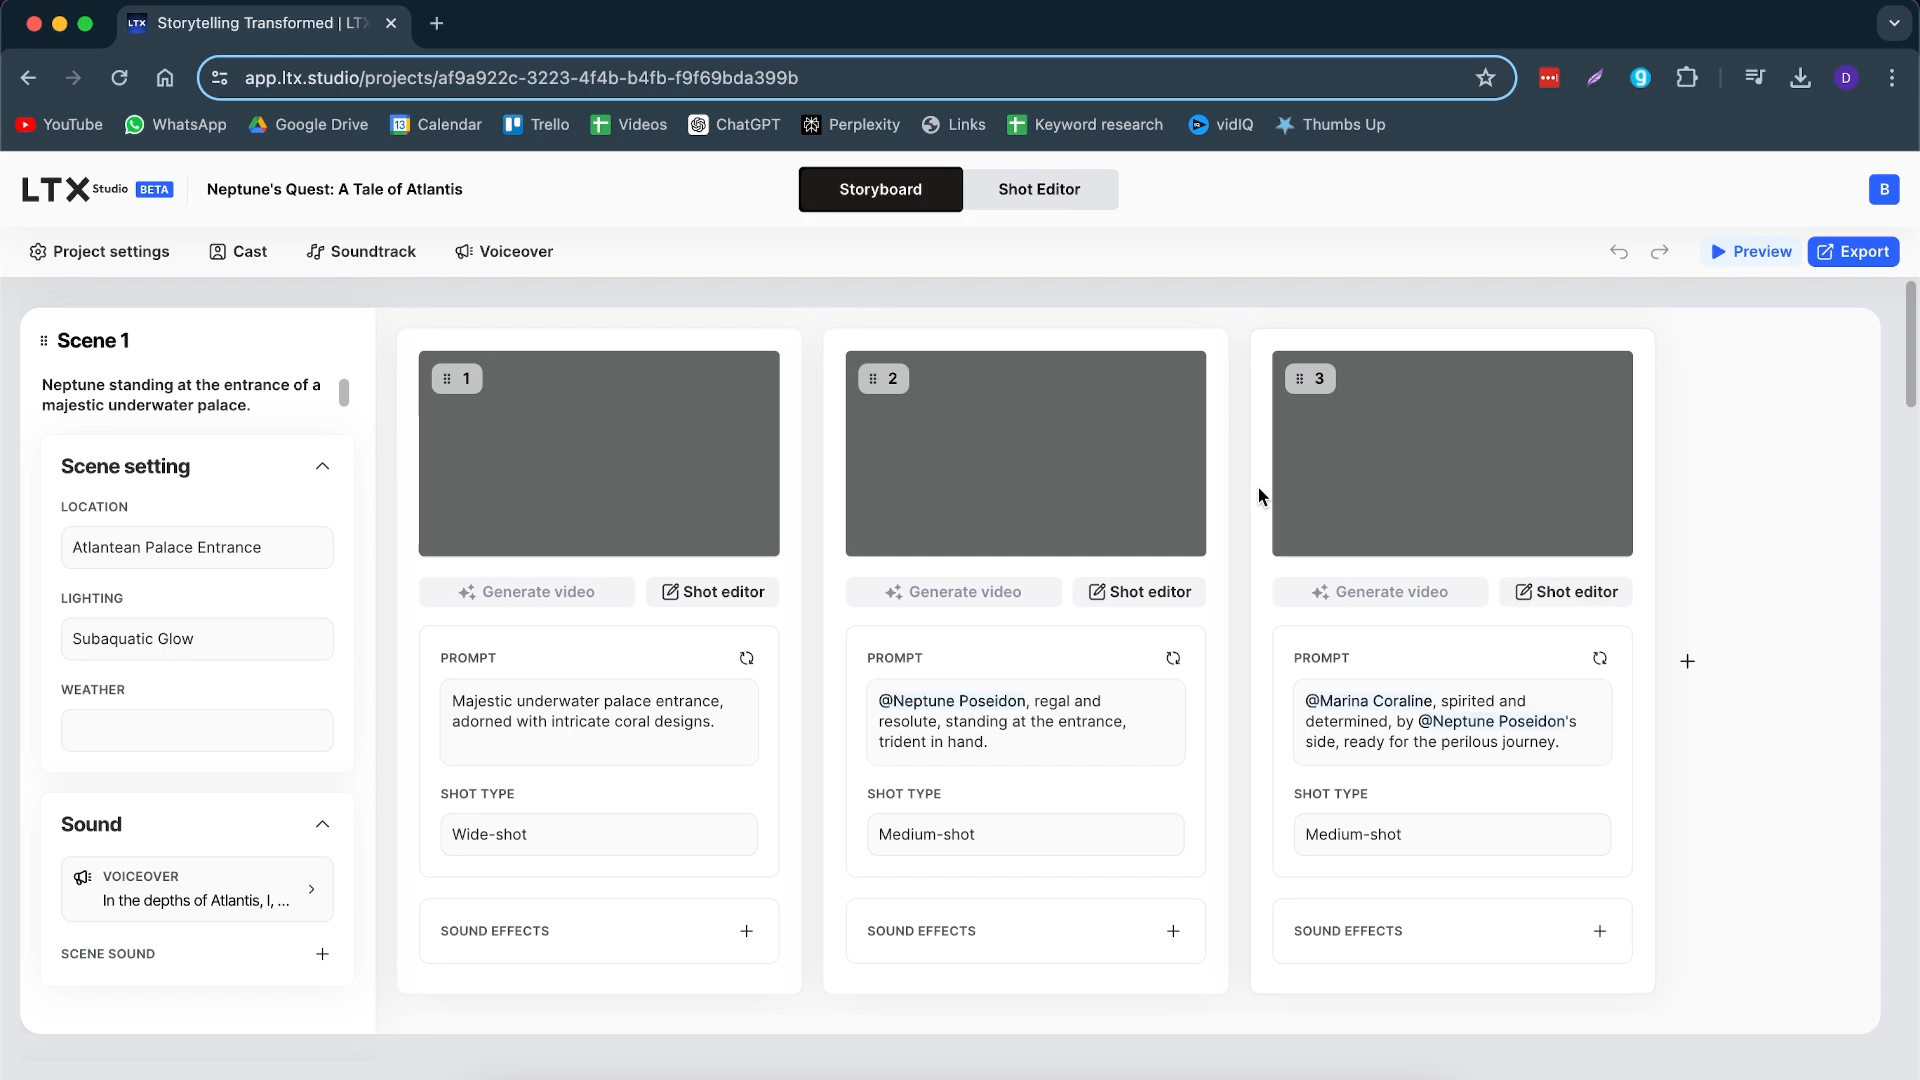 LTX Storytelling Transformed | LTX
app.ltx.studio/projects/af9a922c-3223-4f4b-b4fb-f9f69bda399b
D
YouTube WhatsApp Google Drive 13 Calendar Trello Videos ChatGPT Perplexity Links Keyword research vidIQ Thumbs Up
LTX Studio BETA Neptune's Quest: A Tale of Atlantis Storyboard Shot Editor B
Project settings Cast Soundtrack Voiceover Preview Export
Scene 1
Neptune standing at the entrance of a
majestic underwater palace.
Scene setting
LOCATION
Atlantean Palace Entrance
LIGHTING
Subaquatic Glow
WEATHER
Sound
VOICEOVER
In the depths of Atlantis, I, ...
SCENE SOUND
1
Generate video Shot editor
PROMPT
Majestic underwater palace entrance,
adorned with intricate coral designs.
SHOT TYPE
Wide-shot
SOUND EFFECTS
2
Generate video Shot editor
PROMPT
@Neptune Poseidon, regal and
resolute, standing at the entrance,
trident in hand.
SHOT TYPE
Medium-shot
SOUND EFFECTS
3
Generate video Shot editor
PROMPT
@Marina Coraline, spirited and
determined, by @Neptune Poseidon's
side, ready for the perilous journey.
SHOT TYPE
Medium-shot
SOUND EFFECTS